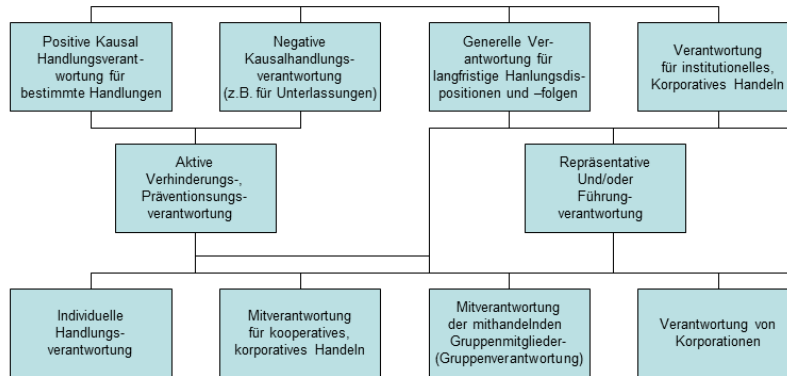 Positive Kausal
Handlungsverant-
wortung für
bestimmte Handlungen
Negative
Kausalhandlungs-
verantwortung
(z.B. für Unterlassungen)
Generelle Ver-
antwortung für
langfristige Hanlungsdis-
positionen und –folgen
Verantwortung
für institutionelles,
Korporatives Handeln
Aktive
Verhinderungs-,
Präventionsungs-
verantwortung
Repräsentative
Und/oder
Führung-
verantwortung
Individuelle
Handlungs-
verantwortung
Mitverantwortung
für kooperatives,
korporatives Handeln
Mitverantwortung
der mithandelnden
Gruppenmitglieder-
(Gruppenverantwortung)
Verantwortung von
Korporationen